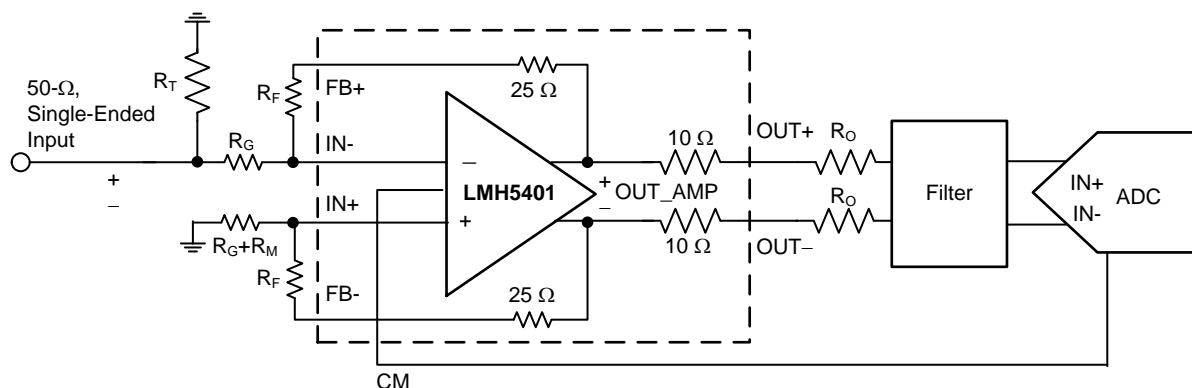 50-Ω,
Single-Ended
Input
R_T
R_F
FB+
25 Ω
R_G
IN-
10 Ω
OUT+
R_O
LMH5401
−
+
+
−
OUT_AMP
+
−
Filter
IN+
IN-
ADC
IN+
R_G+R_M
10 Ω
OUT−
R_O
R_F
FB-
25 Ω
CM